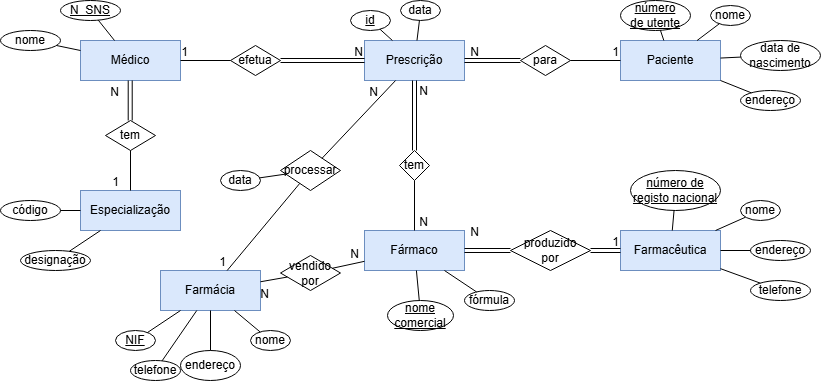 N_SNS
nome
Médico
1
efetua
N
id
data
Prescrição
N
para
1
número
de utente
nome
Paciente
data de
nascimento
endereço
N
tem
1
código
Especialização
designação
N
N
data
processar
1
tem
N
número de
registo nacional
nome
N
Fármaco
N
produzido
por
1
Farmacêutica
endereço
telefone
vendido
por
N
Farmácia
N
nome
comercial
fórmula
NIF
telefone
endereço
nome